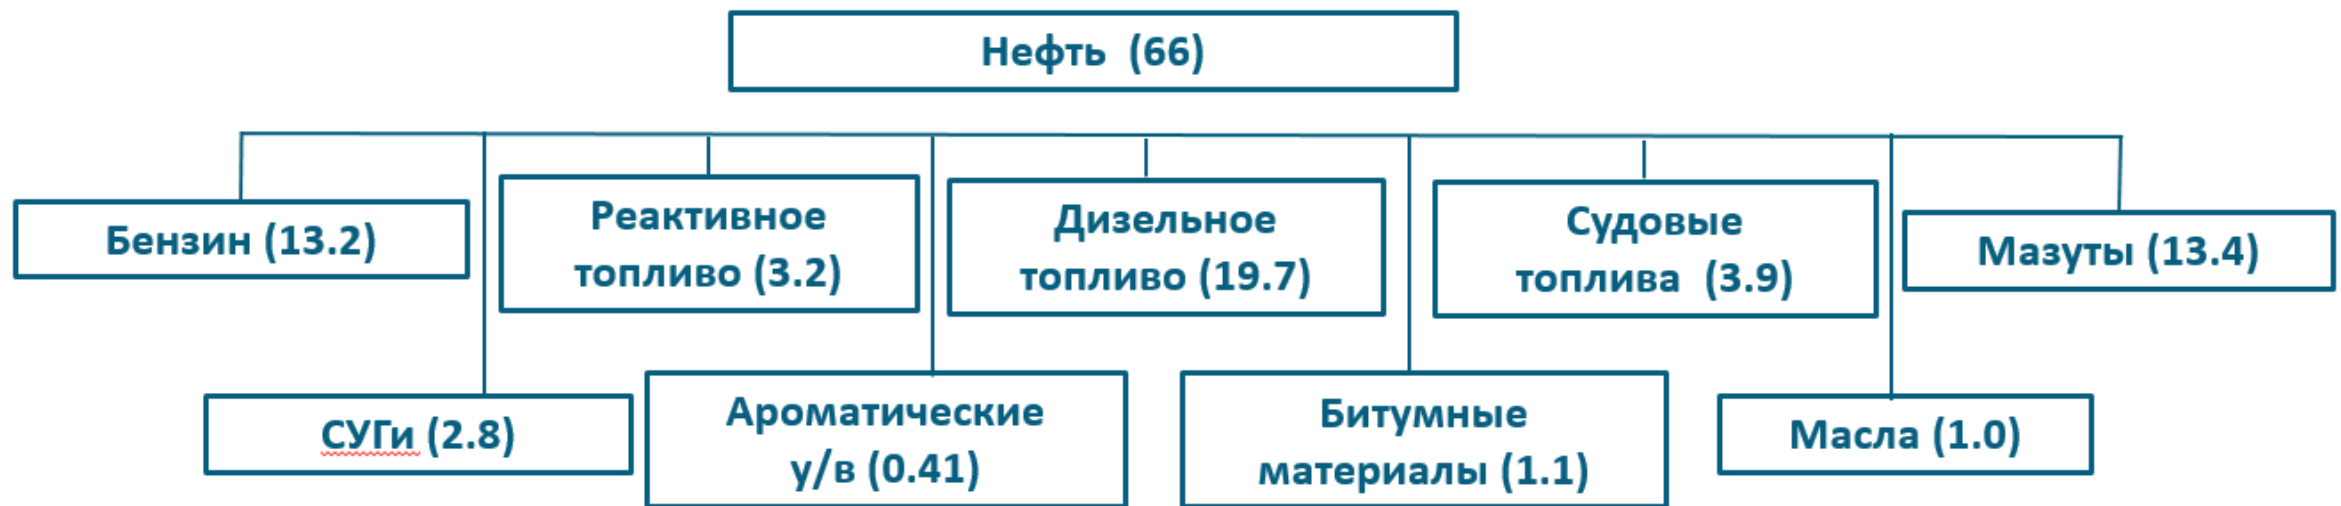 Нефть (66)
Бензин (13.2)
Реактивное
топливо (3.2)
Дизельное
топливо (19.7)
Судовые
топлива (3.9)
Мазуты (13.4)
СУГи (2.8)
Ароматические
у/в (0.41)
Битумные
материалы (1.1)
Масла (1.0)